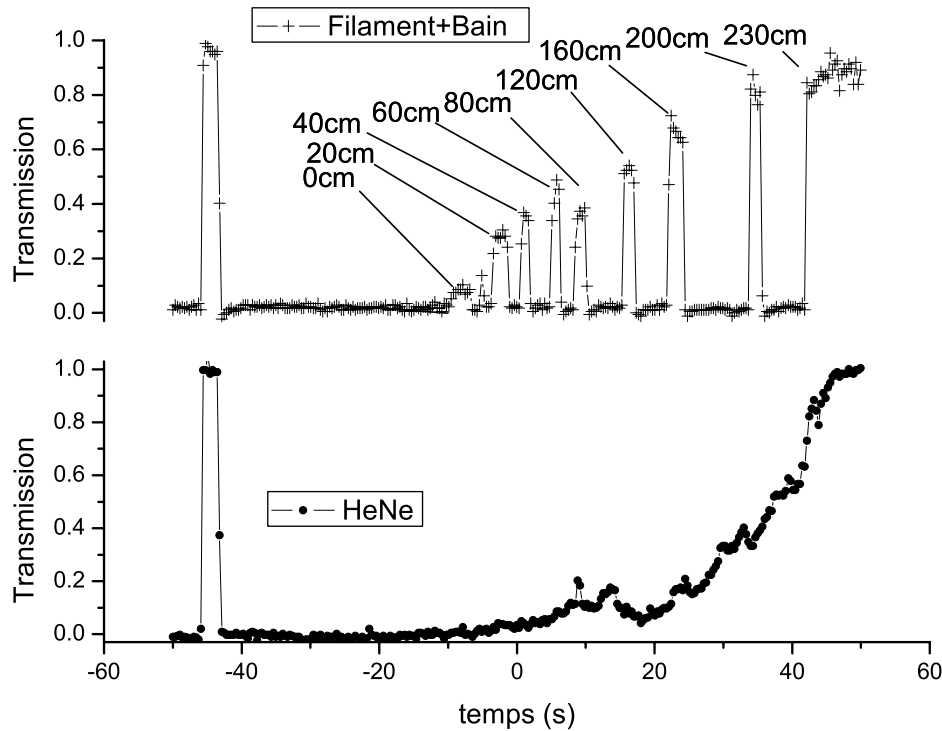 Filament+Bain
Transmission
1.0
0.8
0.6
0.4
0.2
0.0
0cm
20cm
40cm
60cm
80cm
120cm
160cm
200cm
230cm
HeNe
Transmission
1.0
0.8
0.6
0.4
0.2
0.0
-60
-40
-20
0
20
40
60
temps (s)